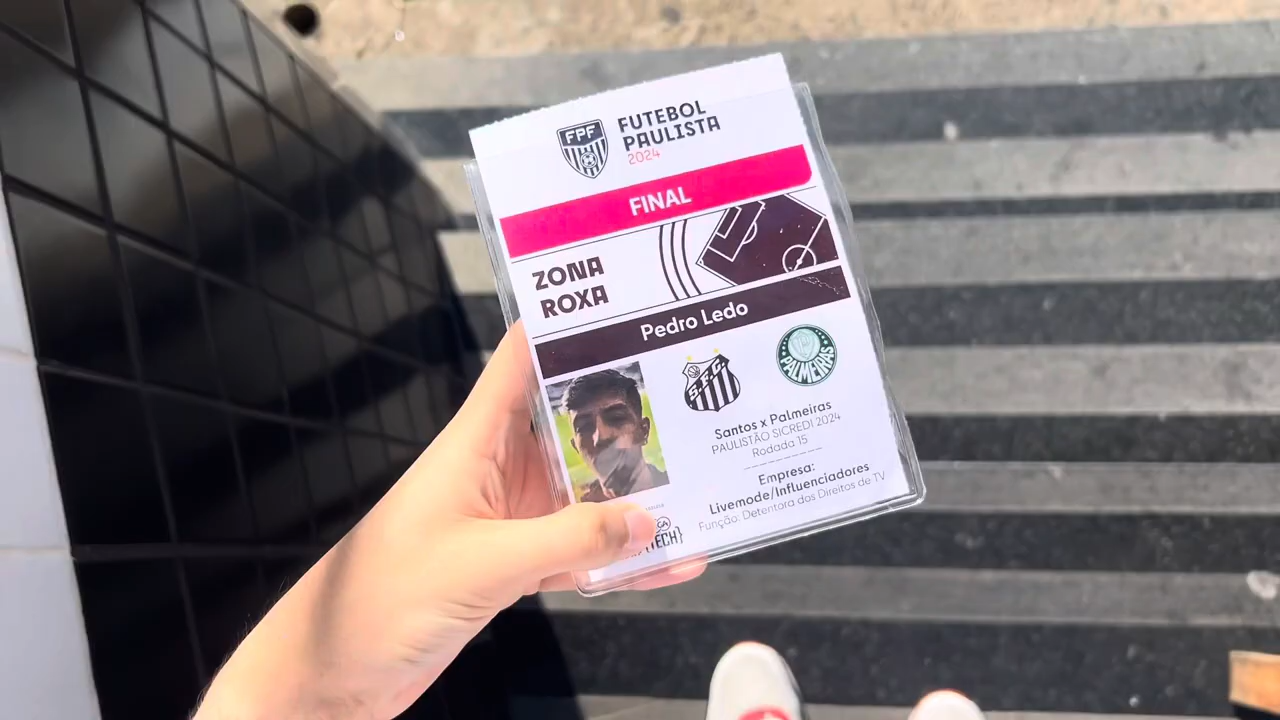 FPF
FUTEBOL
PAULISTA
2024
FINAL
ZONA
ROXA
Pedro Ledo
S.F.C.
PALMEIRAS
Santos x Palmeiras
PAULISTÃO SICREDI 2024
Rodada 15
Empresa:
Livemode/Influenciadores
Função: Detentora dos Direitos de TV